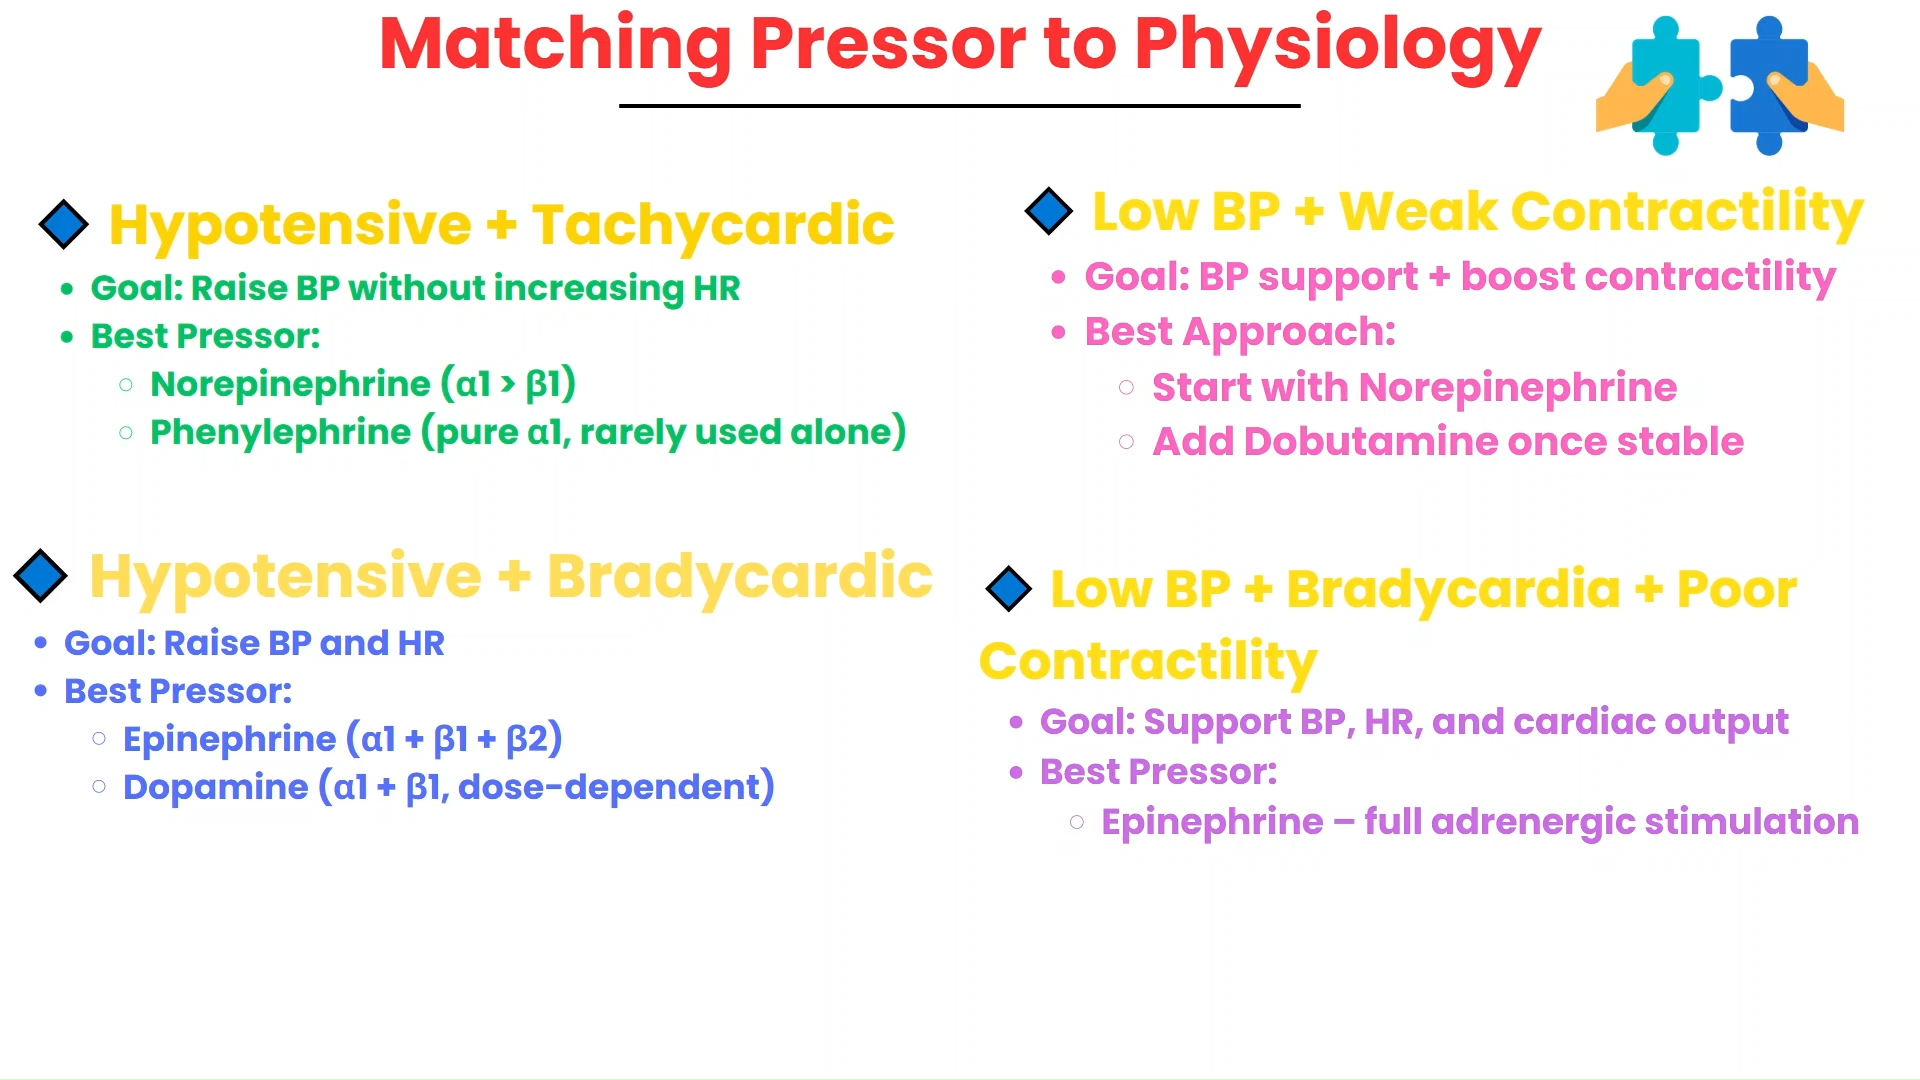 Matching Pressor to Physiology
Hypotensive + Tachycardic
Goal: Raise BP without increasing HR
Best Pressor:
Norepinephrine (α1 > β1)
Phenylephrine (pure α1, rarely used alone)
Hypotensive + Bradycardic
Goal: Raise BP and HR
Best Pressor:
Epinephrine (α1 + β1 + β2)
Dopamine (α1 + β1, dose-dependent)
Low BP + Weak Contractility
Goal: BP support + boost contractility
Best Approach:
Start with Norepinephrine
Add Dobutamine once stable
Low BP + Bradycardia + Poor
Contractility
Goal: Support BP, HR, and cardiac output
Best Pressor:
Epinephrine – full adrenergic stimulation